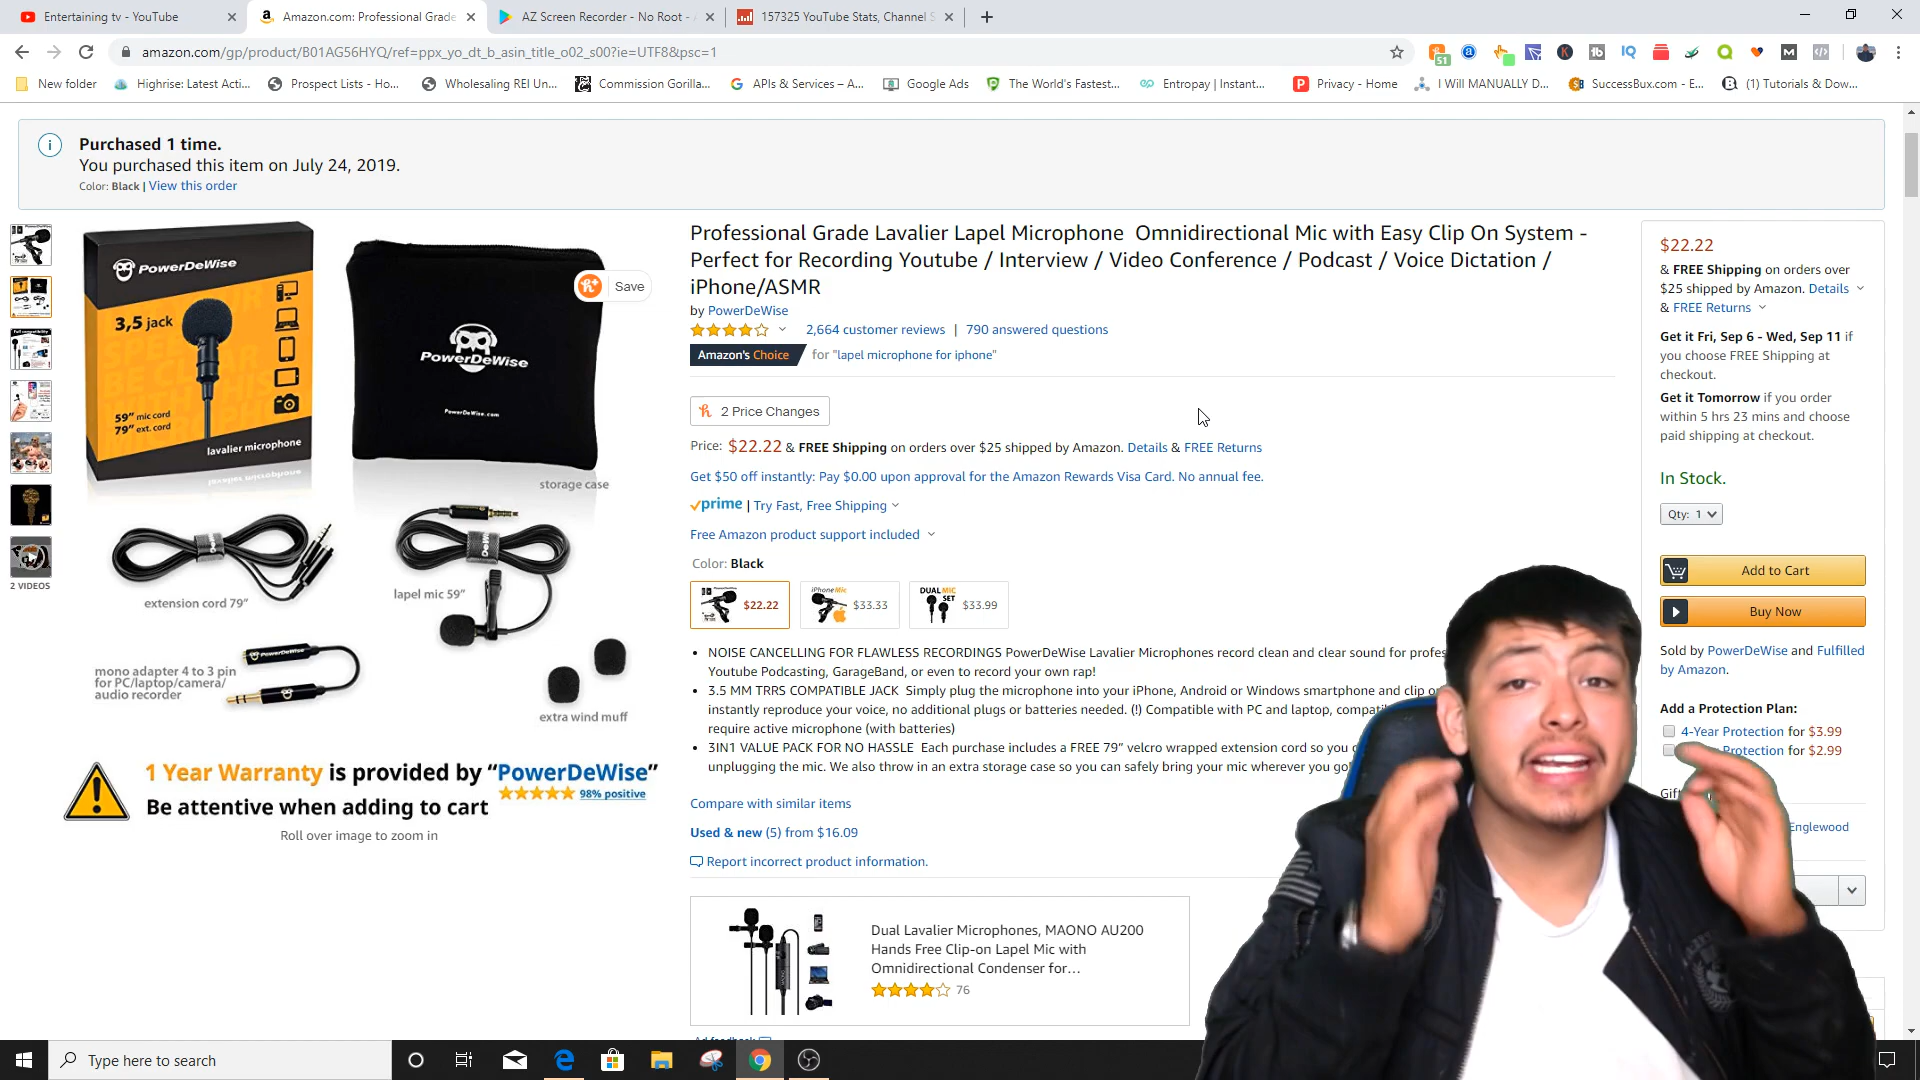 Entertaining tv - YouTube
Amazon.com: Professional Grade
AZ Screen Recorder - No Root -
157325 YouTube Stats, Channel S
amazon.com/gp/product/B01AG56HYQ/ref=ppx_yo_dt_b_asin_title_o02_s00?ie=UTF8&psc=1
51
New folder
Highrise: Latest Acti...
Prospect Lists - Ho...
Wholesaling REI Un...
Commission Gorilla...
APIs & Services – A...
Google Ads
The World's Fastest...
Entropay | Instant...
Privacy - Home
I Will MANUALLY D...
SuccessBux.com - E...
(1) Tutorials & Dow...
Purchased 1 time.
You purchased this item on July 24, 2019.
Color: Black | View this order
PowerDeWise
3,5 jack
59” mic cord
79” ext. cord
lavalier microphone
PowerDeWise
PowerDeWise.com
Save
storage case
extension cord 79”
lapel mic 59”
mono adapter 4 to 3 pin
for PC/laptop/camera/
audio recorder
extra wind muff
1 Year Warranty is provided by “PowerDeWise”
98% positive
Be attentive when adding to cart
Roll over image to zoom in
2 VIDEOS
Professional Grade Lavalier Lapel Microphone Omnidirectional Mic with Easy Clip On System -
Perfect for Recording Youtube / Interview / Video Conference / Podcast / Voice Dictation /
iPhone/ASMR
by PowerDeWise
2,664 customer reviews | 790 answered questions
Amazon's Choice for "lapel microphone for iphone"
2 Price Changes
Price: $22.22 & FREE Shipping on orders over $25 shipped by Amazon. Details & FREE Returns
Get $50 off instantly: Pay $0.00 upon approval for the Amazon Rewards Visa Card. No annual fee.
prime | Try Fast, Free Shipping
Free Amazon product support included
Color: Black
$22.22
iPhone Mic
$33.33
DUAL MIC
SET
$33.99
NOISE CANCELLING FOR FLAWLESS RECORDINGS PowerDeWise Lavalier Microphones record clean and clear sound for
Youtube Podcasting, GarageBand, or even to record your own rap!
3.5 MM TRRS COMPATIBLE JACK Simply plug the microphone into your iPhone, Android or Windows smartphone and clip
instantly reproduce your voice, no additional plugs or batteries needed. (!) Compatible with PC and laptop,
require active microphone (with batteries)
3IN1 VALUE PACK FOR NO HASSLE Each purchase includes a FREE 79” velcro wrapped extension cord so you
unplugging the mic. We also throw in an extra storage case so you can safely bring your mic wherever you
Compare with similar items
Used & new (5) from $16.09
Report incorrect product information.
Dual Lavalier Microphones, MAONO AU200
Hands Free Clip-on Lapel Mic with
Omnidirectional Condenser for...
76
$22.22
& FREE Shipping on orders over
$25 shipped by Amazon. Details
& FREE Returns
Get it Fri, Sep 6 - Wed, Sep 11 if
you choose FREE Shipping at
checkout.
Get it Tomorrow if you order
within 5 hrs 23 mins and choose
paid shipping at checkout.
In Stock.
Qty: 1
Add to Cart
Buy Now
Sold by PowerDeWise and Fulfilled
by Amazon.
Add a Protection Plan:
4-Year Protection for $3.99
Protection for $2.99
Englewood
Type here to search